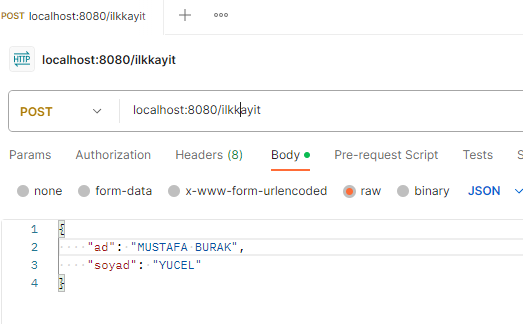 POST localhost:8080/ilkkayit
HTTP localhost:8080/ilkkayit
POST localhost:8080/ilkkayit
Params Authorization Headers (8) Body Pre-request Script Tests S
none form-data x-www-form-urlencoded raw binary JSON
1 {
2 "ad": "MUSTAFA BURAK",
3 "soyad": "YUCEL"
4 }